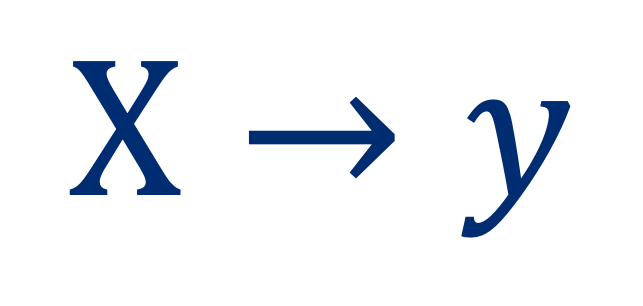 X → y